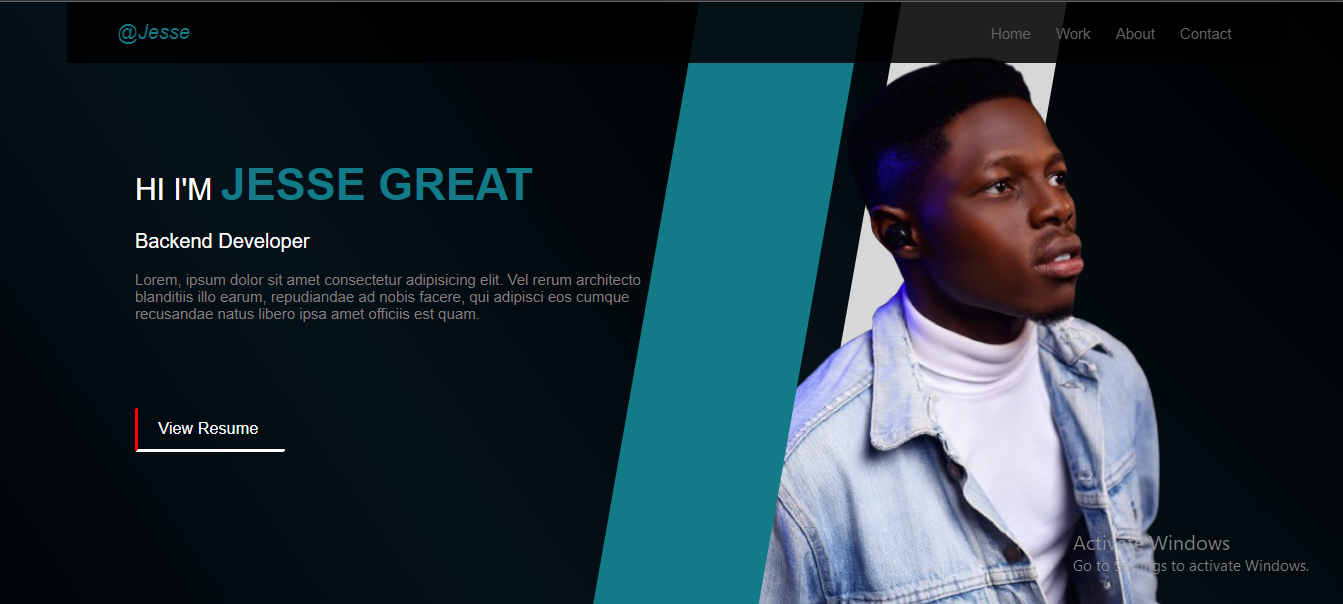 @Jesse
Home Work About Contact
HI I'M JESSE GREAT
Backend Developer
Lorem, ipsum dolor sit amet consectetur adipisicing elit. Vel rerum architecto
blanditiis illo earum, repudiandae ad nobis facere, qui adipisci eos cumque
recusandae natus libero ipsa amet officiis est quam.
View Resume
Activate Windows
Go to Settings to activate Windows.